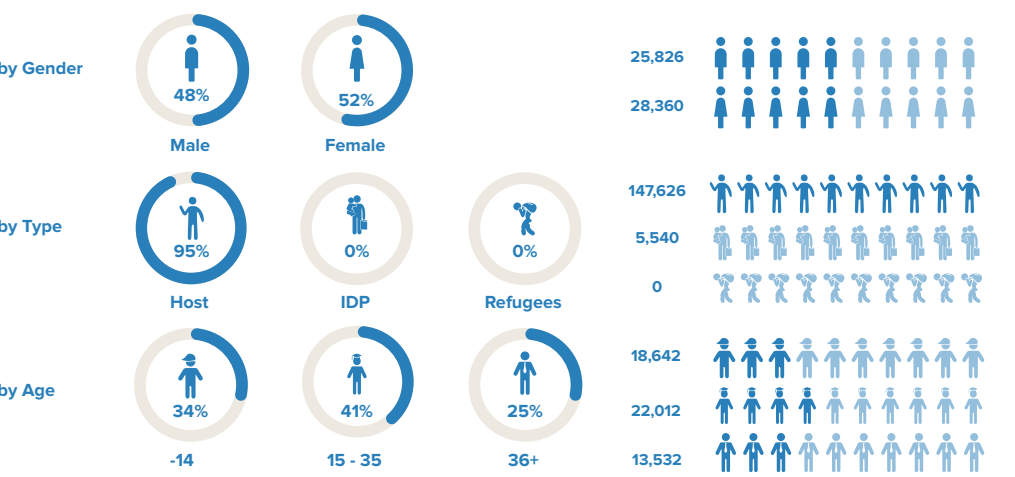 by Gender
48%
52%
Male
Female
25,826
28,360
by Type
95%
0%
0%
Host
IDP
Refugees
147,626
5,540
0
by Age
34%
41%
25%
-14
15 - 35
36+
18,642
22,012
13,532